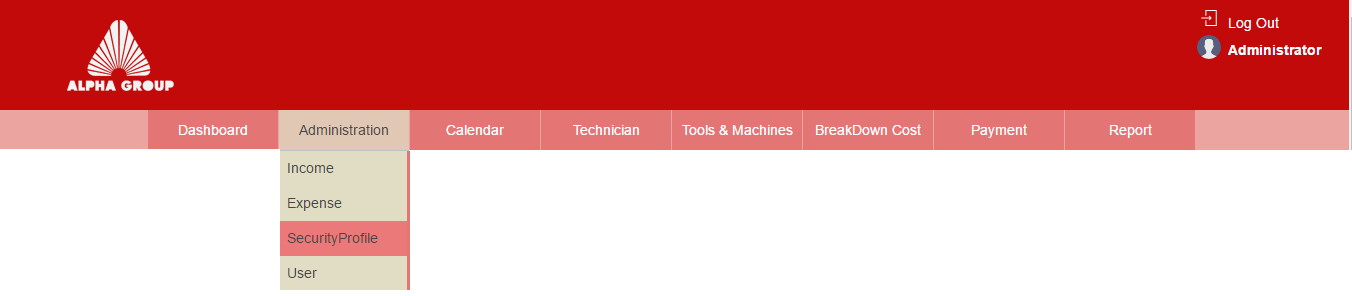 Log Out
Administrator
ALPHA GROUP
Dashboard Administration Calendar Technician Tools & Machines BreakDown Cost Payment Report
Income
Expense
SecurityProfile
User